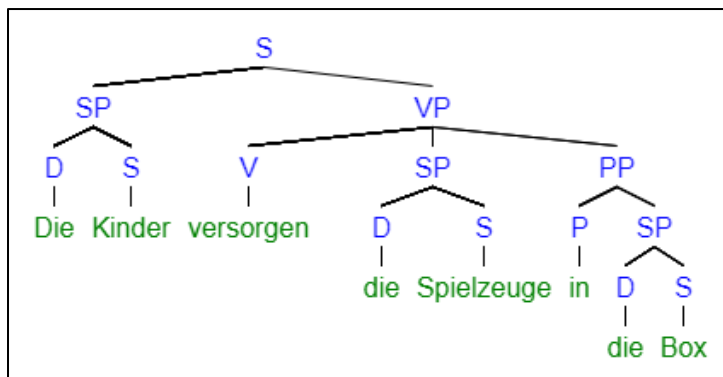 S
SP VP
D S V SP PP
Die Kinder versorgen D S P SP
die Spielzeuge in D S
die Box